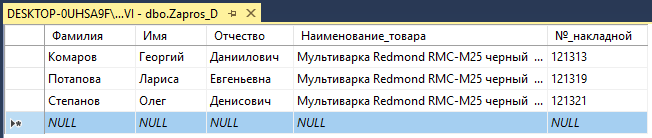 DESKTOP-0UHSA9F\...VI - dbo.Zapros_D
Фамилия Имя Отчество Наименование_товара №_накладной
Комаров Георгий Даниилович Мультиварка Redmond RMC-M25 черный ... 121313
Потапова Лариса Евгеньевна Мультиварка Redmond RMC-M25 черный ... 121319
Степанов Олег Денисович Мультиварка Redmond RMC-M25 черный ... 121321
NULL NULL NULL NULL NULL